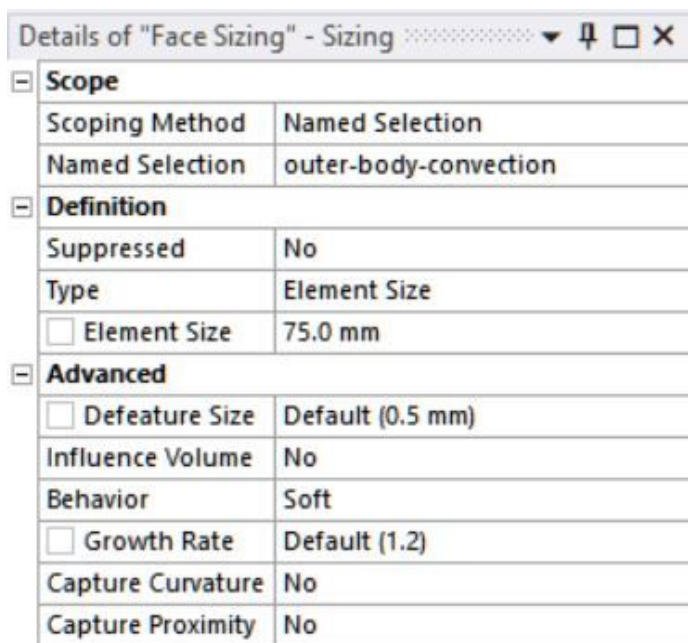 Details of "Face Sizing" - Sizing
Scope
Scoping Method Named Selection
Named Selection outer-body-convection
Definition
Suppressed No
Type Element Size
Element Size 75.0 mm
Advanced
Defeature Size Default (0.5 mm)
Influence Volume No
Behavior Soft
Growth Rate Default (1.2)
Capture Curvature No
Capture Proximity No